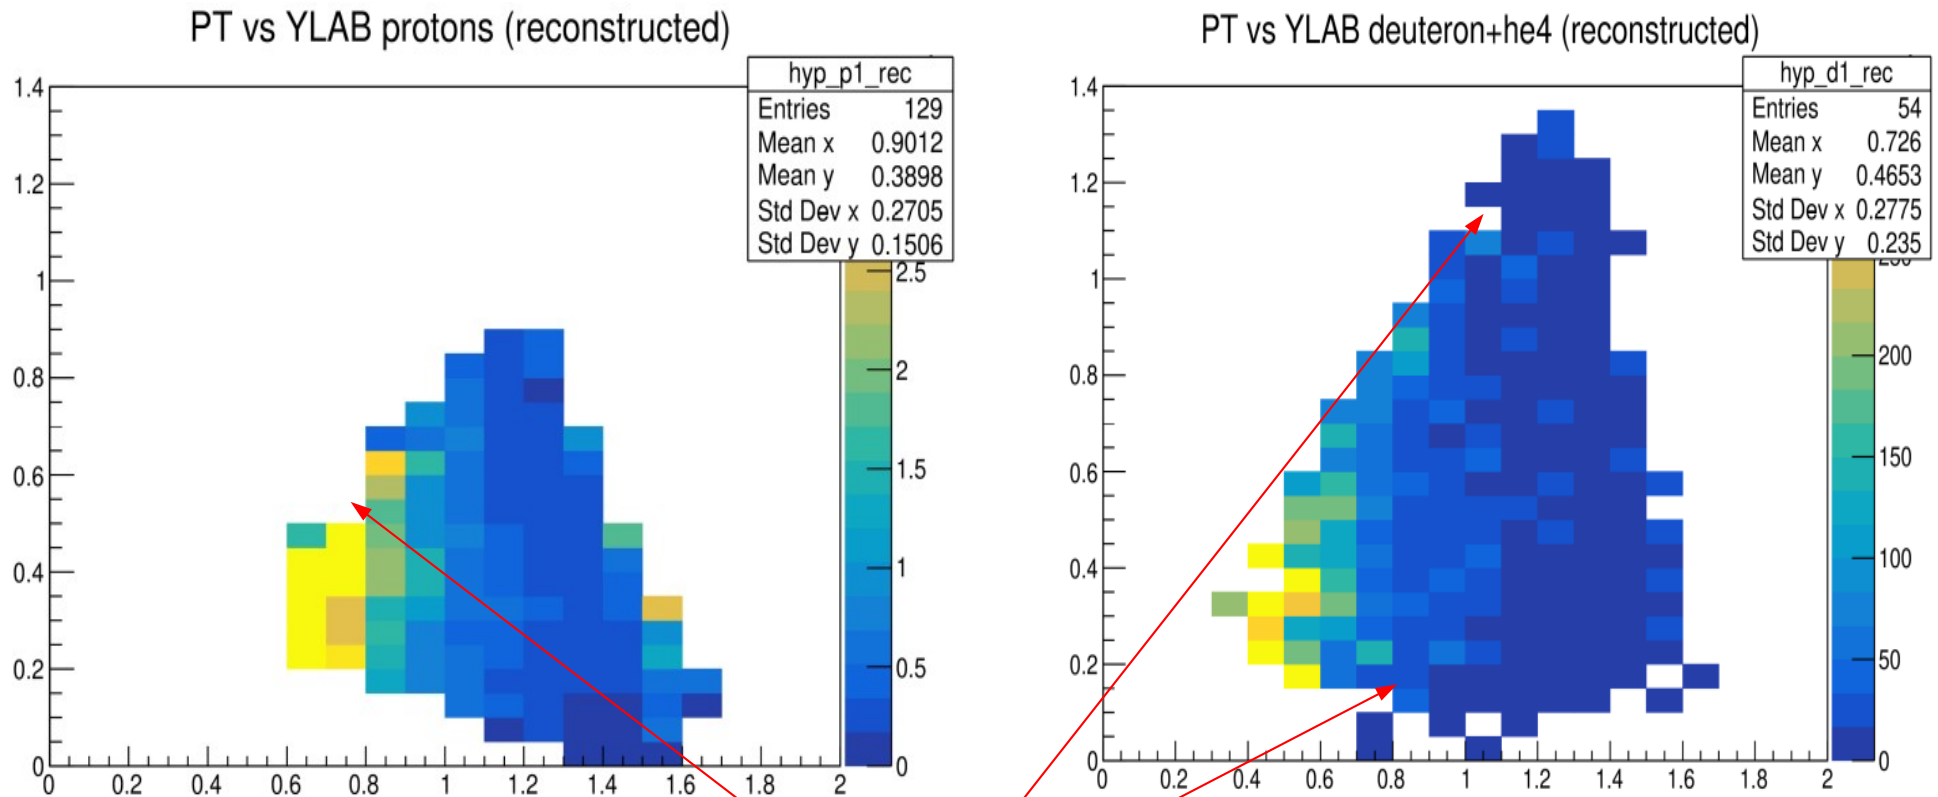 PT vs YLAB protons (reconstructed)
hyp_p1_rec
Entries 129
Mean x 0.9012
Mean y 0.3898
Std Dev x 0.2705
Std Dev y 0.1506
1.4
1.2
1
0.8
0.6
0.4
0.2
0
0 0.2 0.4 0.6 0.8 1 1.2 1.4 1.6 1.8 2
2.5
2
1.5
1
0.5
0
PT vs YLAB deuteron+he4 (reconstructed)
hyp_d1_rec
Entries 54
Mean x 0.726
Mean y 0.4653
Std Dev x 0.2775
Std Dev y 0.235
1.4
1.2
1
0.8
0.6
0.4
0.2
0
0 0.2 0.4 0.6 0.8 1 1.2 1.4 1.6 1.8 2
200
150
100
50
0